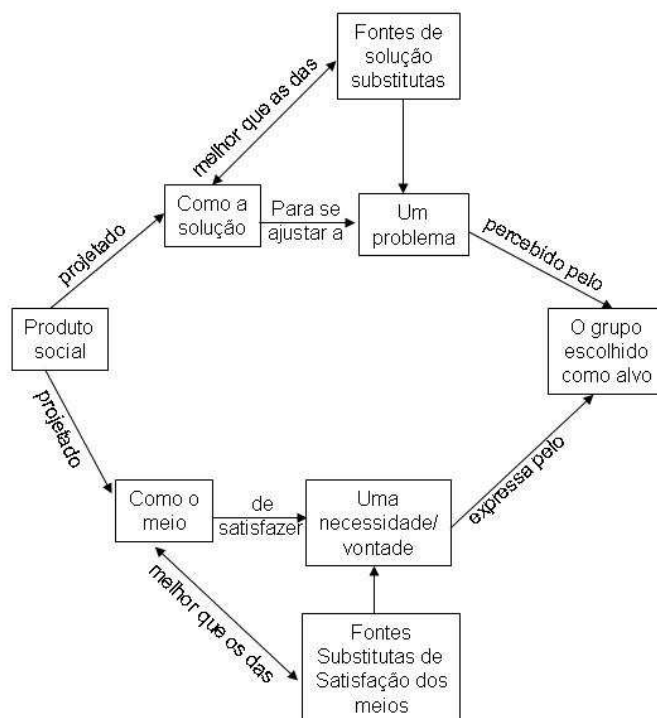 Fontes de
solução
substitutas
melhor que as das
Como a
solução
Para se
ajustar a
Um
problema
projetado
percebido pelo
Produto
social
O grupo
escolhido
como alvo
projetado
Como o
meio
de
satisfazer
Uma
necessidade/
vontade
expressa pelo
melhor que os das
Fontes
Substitutas de
Satisfação dos
meios